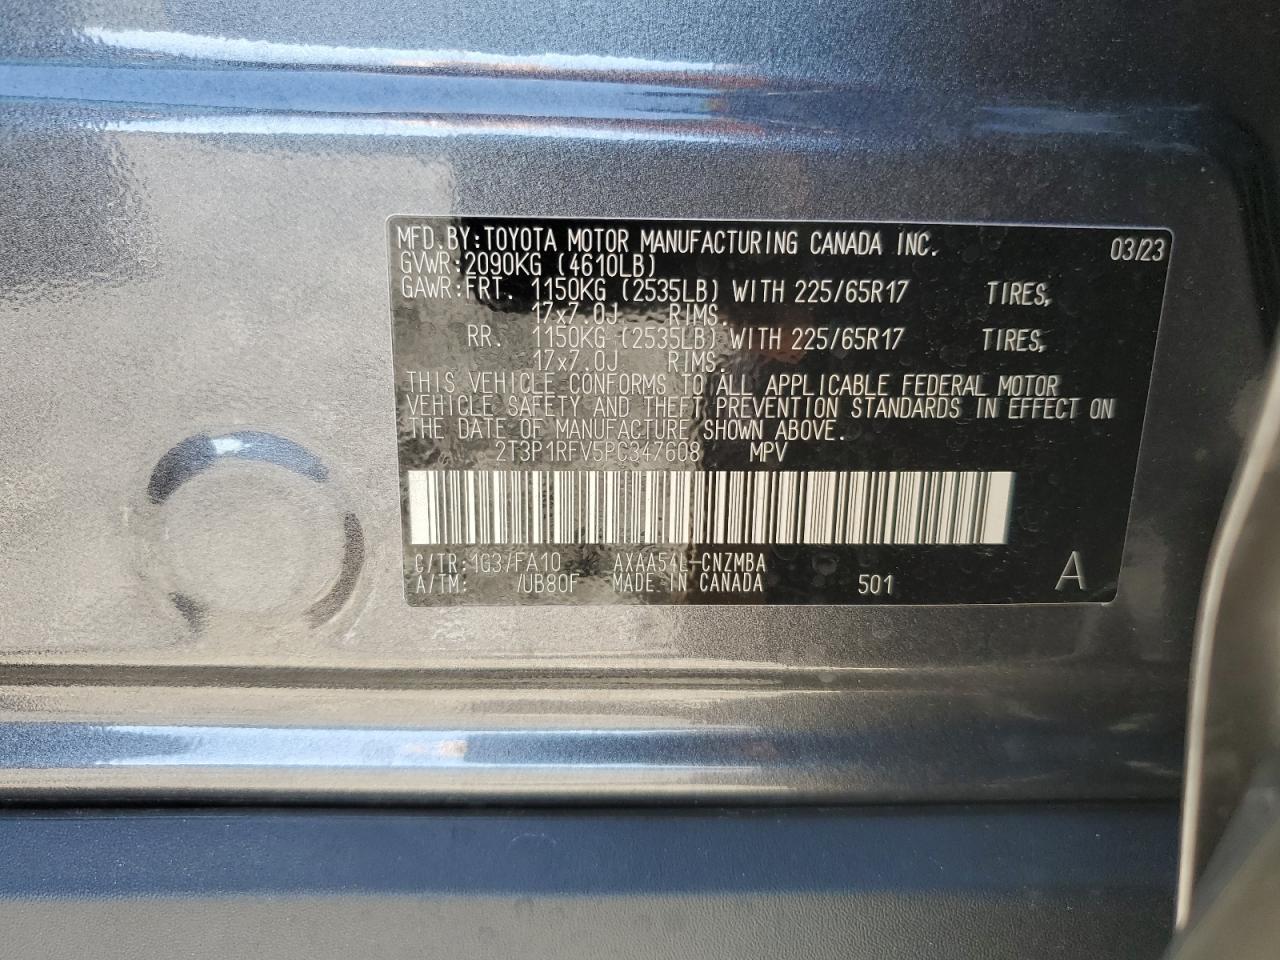 MFD.BY:TOYOTA MOTOR MANUFACTURING CANADA INC. 03/23
GVWR:2090KG (4610LB)
GAWR:FRT. 1150KG (2535LB) WITH 225/65R17 TIRES,
17x7.0J RIMS.
RR. 1150KG (2535LB) WITH 225/65R17 TIRES,
17x7.0J RIMS.
THIS VEHICLE CONFORMS TO ALL APPLICABLE FEDERAL MOTOR
VEHICLE SAFETY AND THEFT PREVENTION STANDARDS IN EFFECT ON
THE DATE OF MANUFACTURE SHOWN ABOVE.
2T3P1RFV5PC347608 MPV
C/TR:1G3/FA10 AXAA54L-CNZMBA
A/TM: /UB80F MADE IN CANADA 501 A